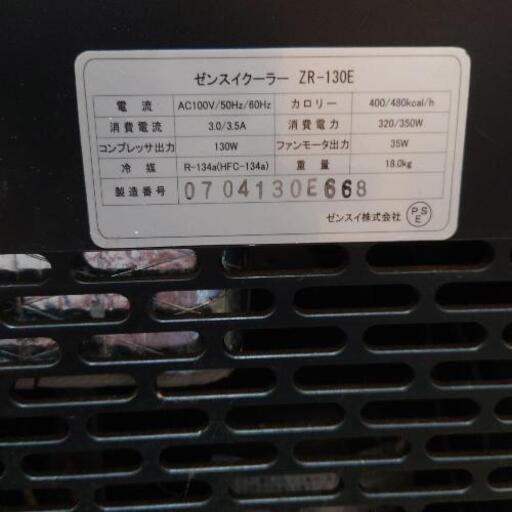 ゼンスイクーラー ZR-130E
電流 AC100V/50Hz/60Hz カロリー 400/480kcal/h
消費電流 3.0/3.5A 消費電力 320/350W
コンプレッサ出力 130W ファンモータ出力 35W
冷媒 R-134a(HFC-134a) 重量 18.0kg
製造番号 0704130E668
ゼンスイ株式会社 PSE